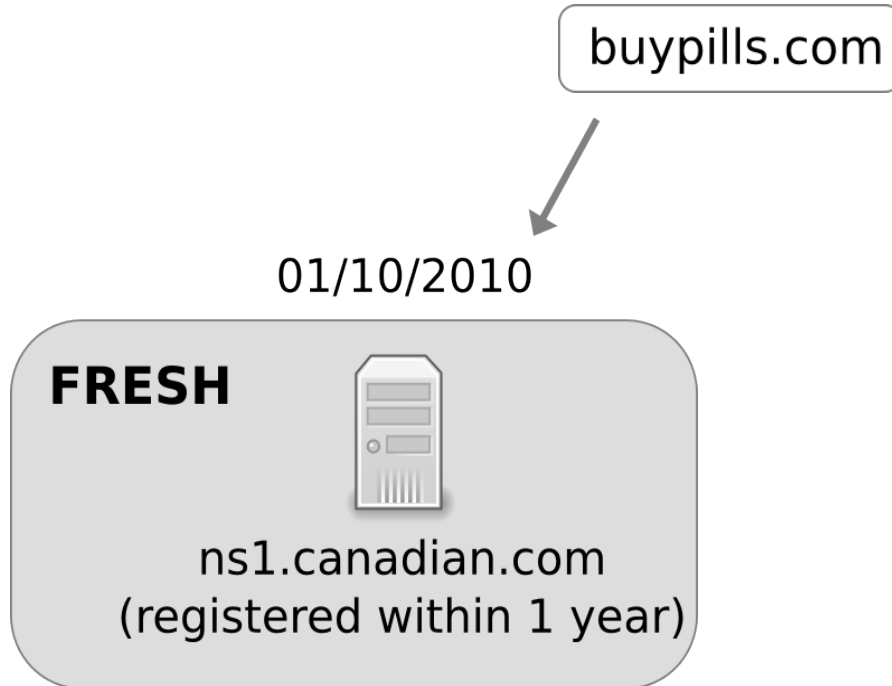 buypills.com
01/10/2010
FRESH
ns1.canadian.com
(registered within 1 year)